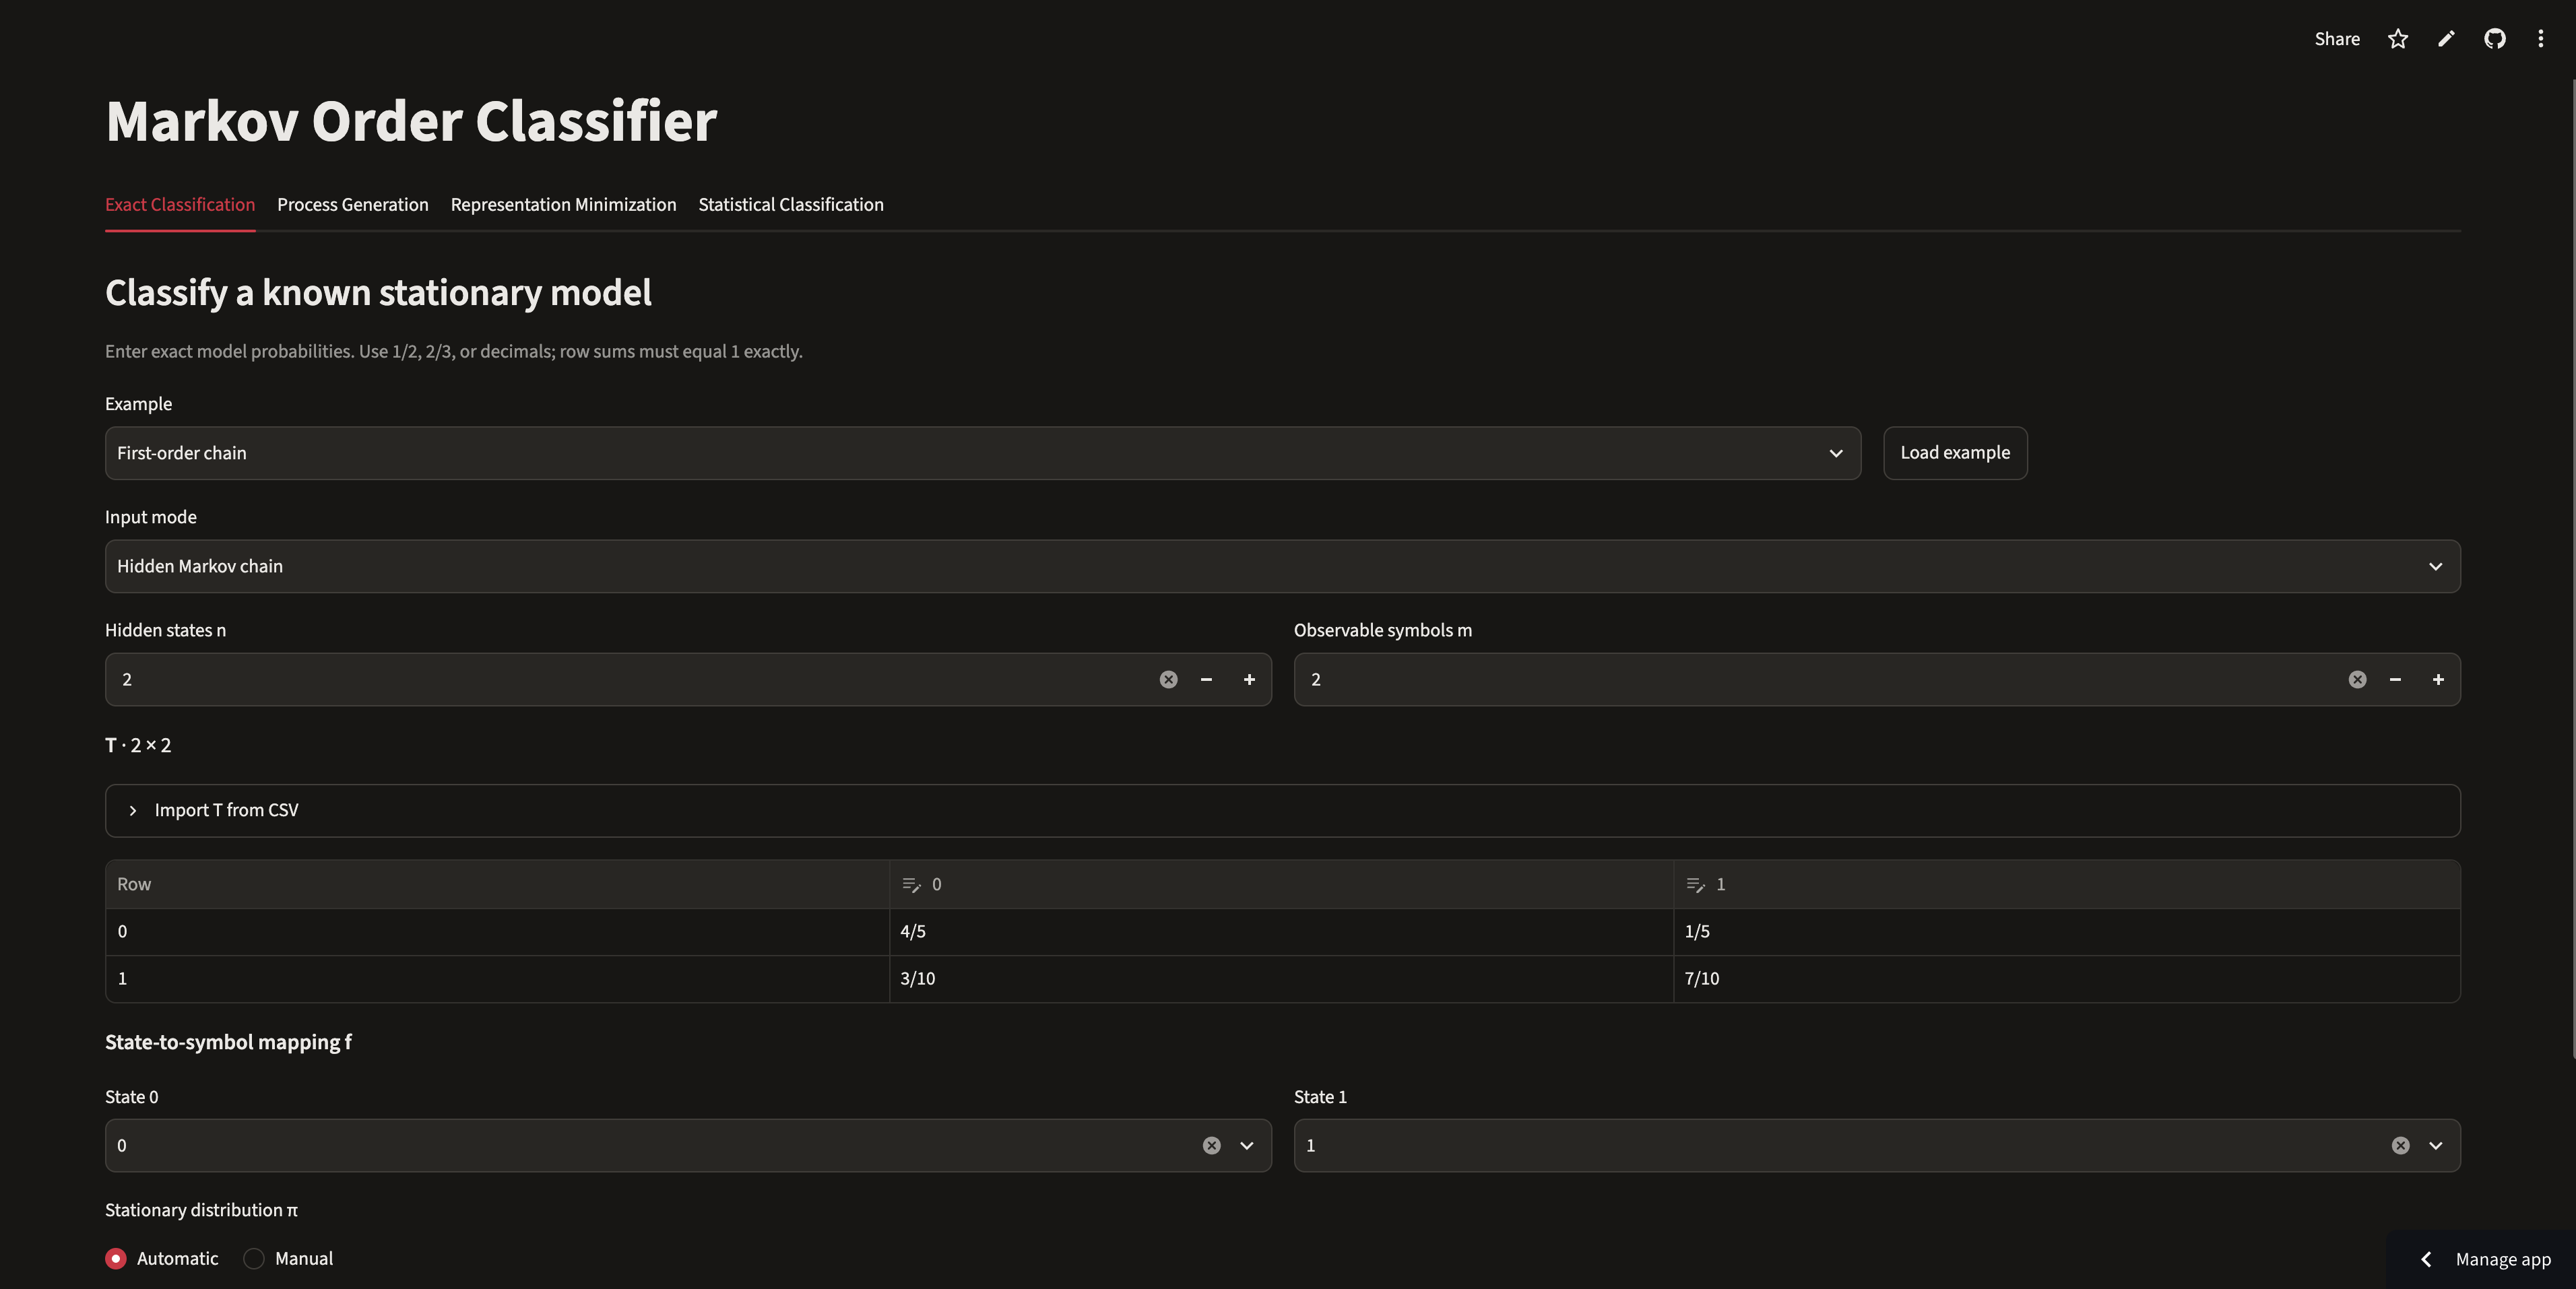 Share
Markov Order Classifier
Exact Classification Process Generation Representation Minimization Statistical Classification
Classify a known stationary model
Enter exact model probabilities. Use 1/2, 2/3, or decimals; row sums must equal 1 exactly.
Example
First-order chain Load example
Input mode
Hidden Markov chain
Hidden states n Observable symbols m
2 2
T · 2 × 2
Import T from CSV
Row 0 1
0 4/5 1/5
1 3/10 7/10
State-to-symbol mapping f
State 0 State 1
0 1
Stationary distribution π
Automatic Manual
Manage app